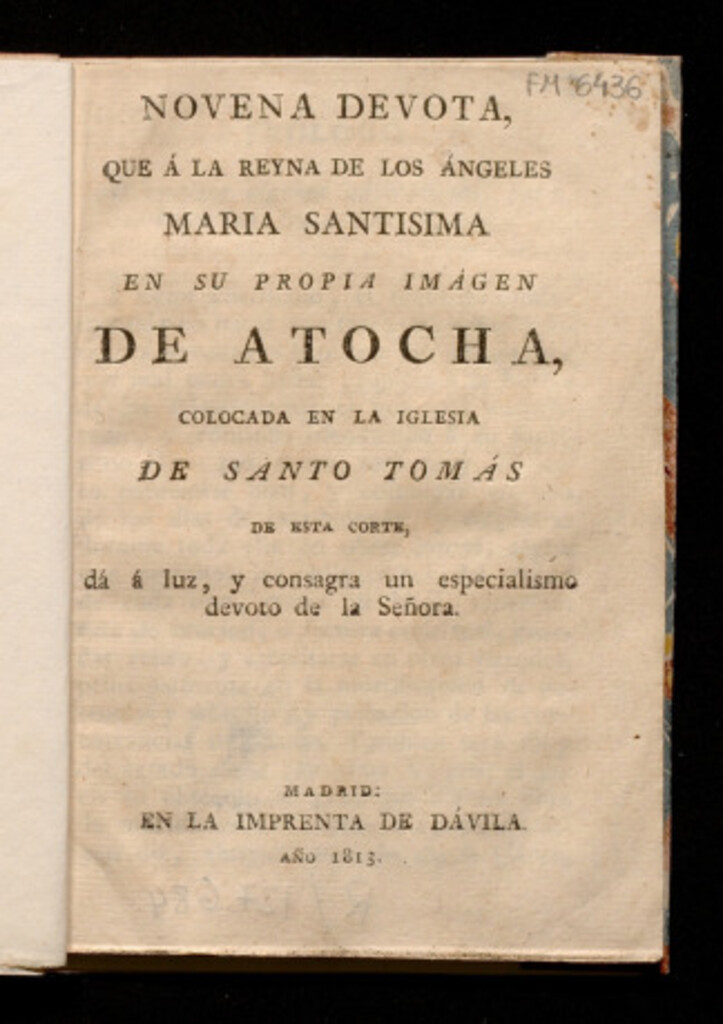 FM 6436
NOVENA DEVOTA,
QUE Á LA REYNA DE LOS ÁNGELES
MARIA SANTISIMA
EN SU PROPIA IMÁGEN
DE ATOCHA,
COLOCADA EN LA IGLESIA
DE SANTO TOMÁS
DE ESTA CORTE,
dá á luz, y consagra un especialismo
devoto de la Señora.
MADRID:
EN LA IMPRENTA DE DÁVILA.
AÑO 1813.